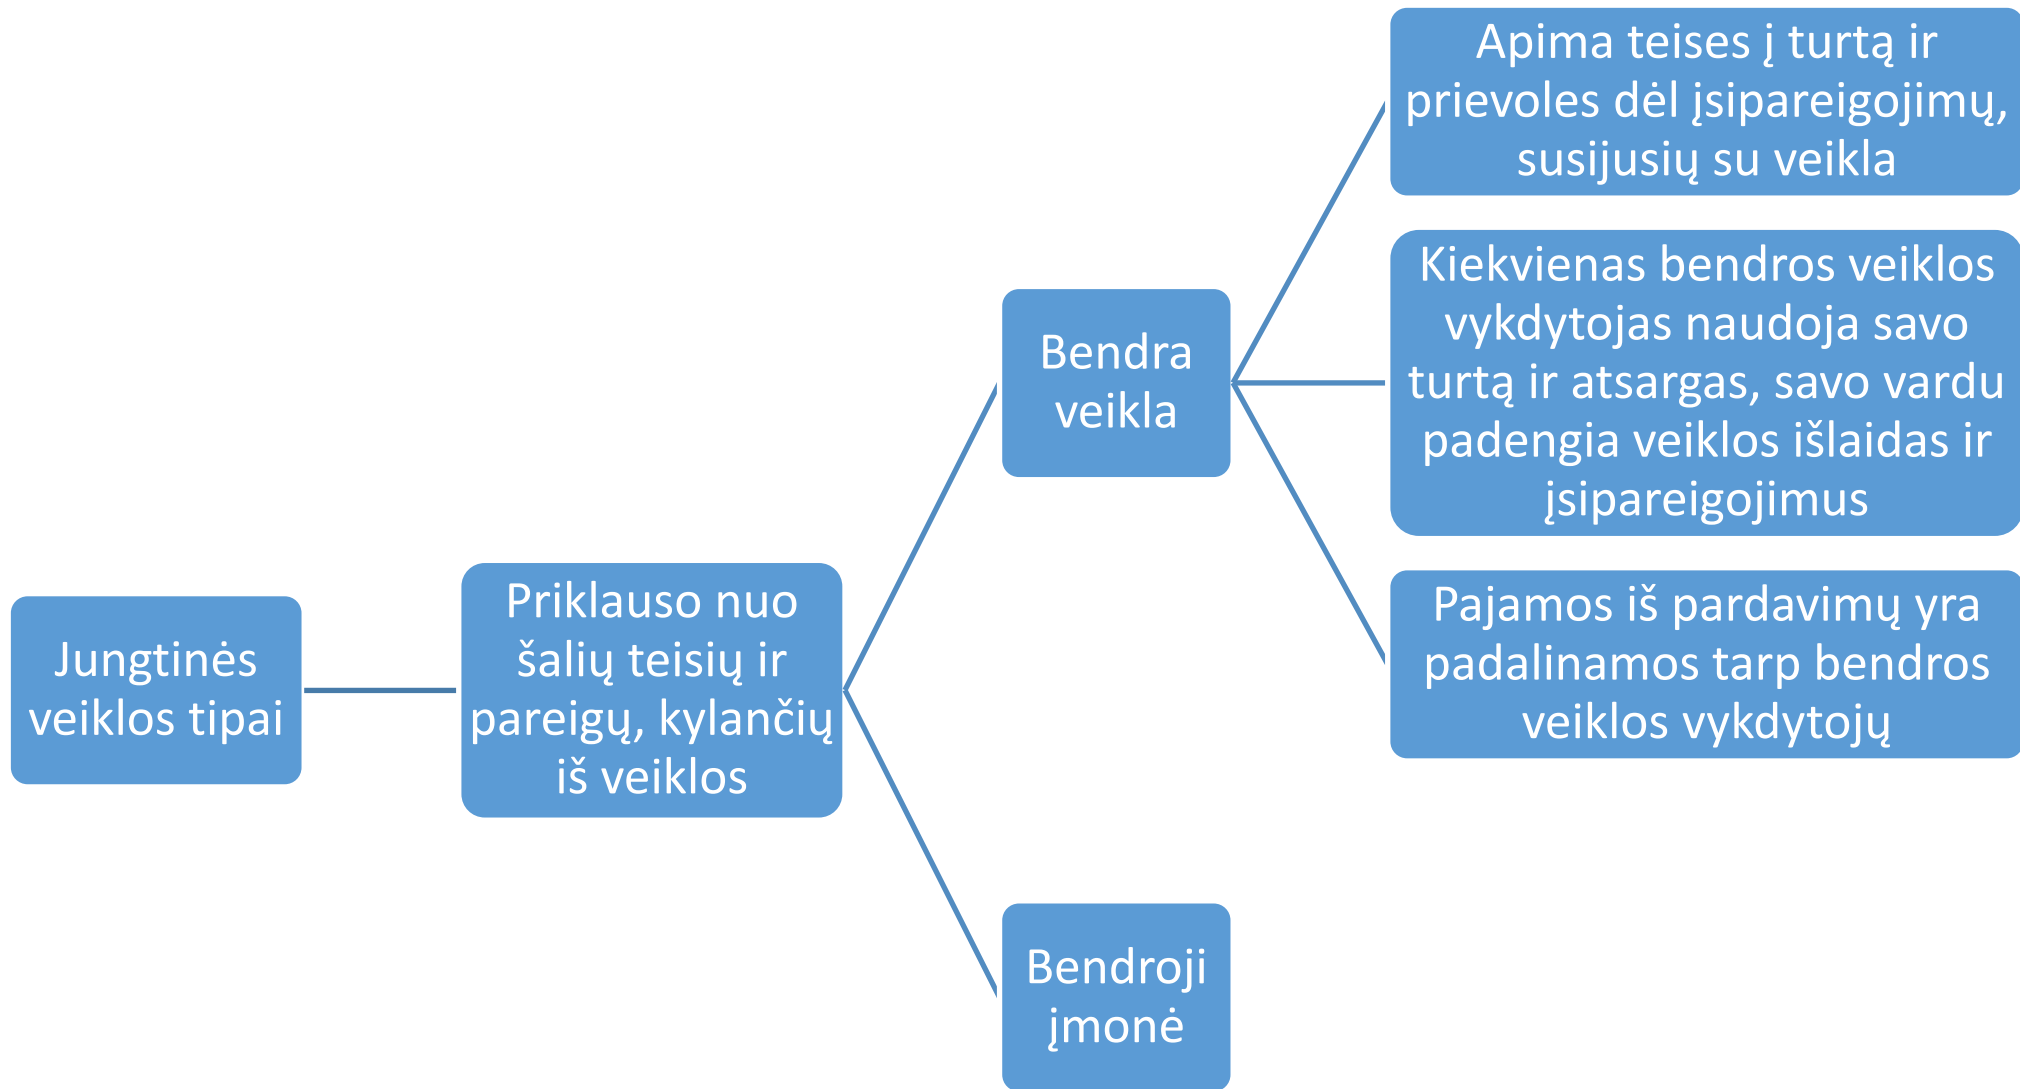 Jungtinės
veiklos tipai
Priklauso nuo
šalių teisių ir
pareigų, kylančių
iš veiklos
Bendra
veikla
Apima teises į turtą ir
prievoles dėl įsipareigojimų,
susijusių su veikla
Kiekvienas bendros veiklos
vykdytojas naudoja savo
turtą ir atsargas, savo vardu
padengia veiklos išlaidas ir
įsipareigojimus
Pajamos iš pardavimų yra
padalinamos tarp bendros
veiklos vykdytojų
Bendroji
įmonė